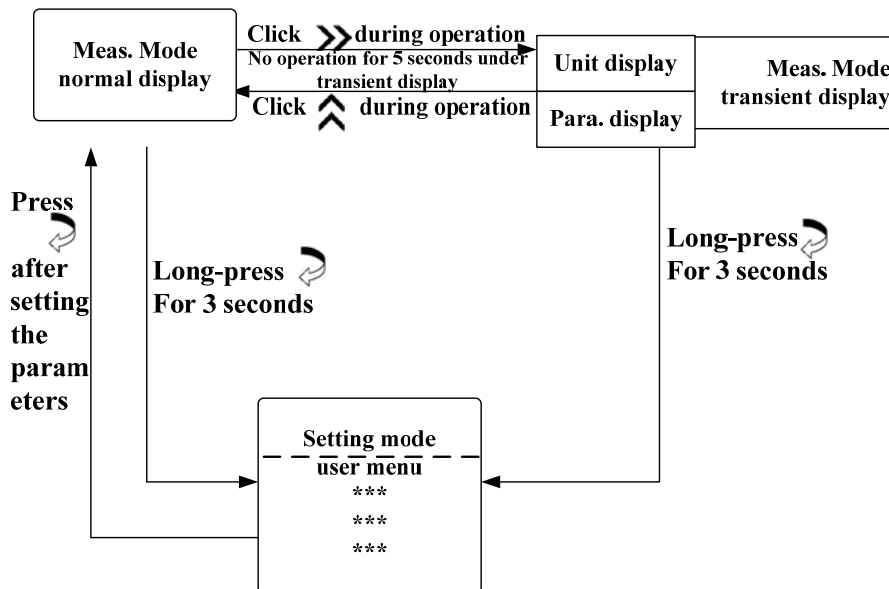 Meas. Mode
normal display
Click during operation
No operation for 5 seconds under
transient display
Click during operation
Unit display
Para. display
Meas. Mode
transient display
Press
after
setting
the
param
eters
Long-press
For 3 seconds
Long-press
For 3 seconds
Setting mode
user menu
***
***
***